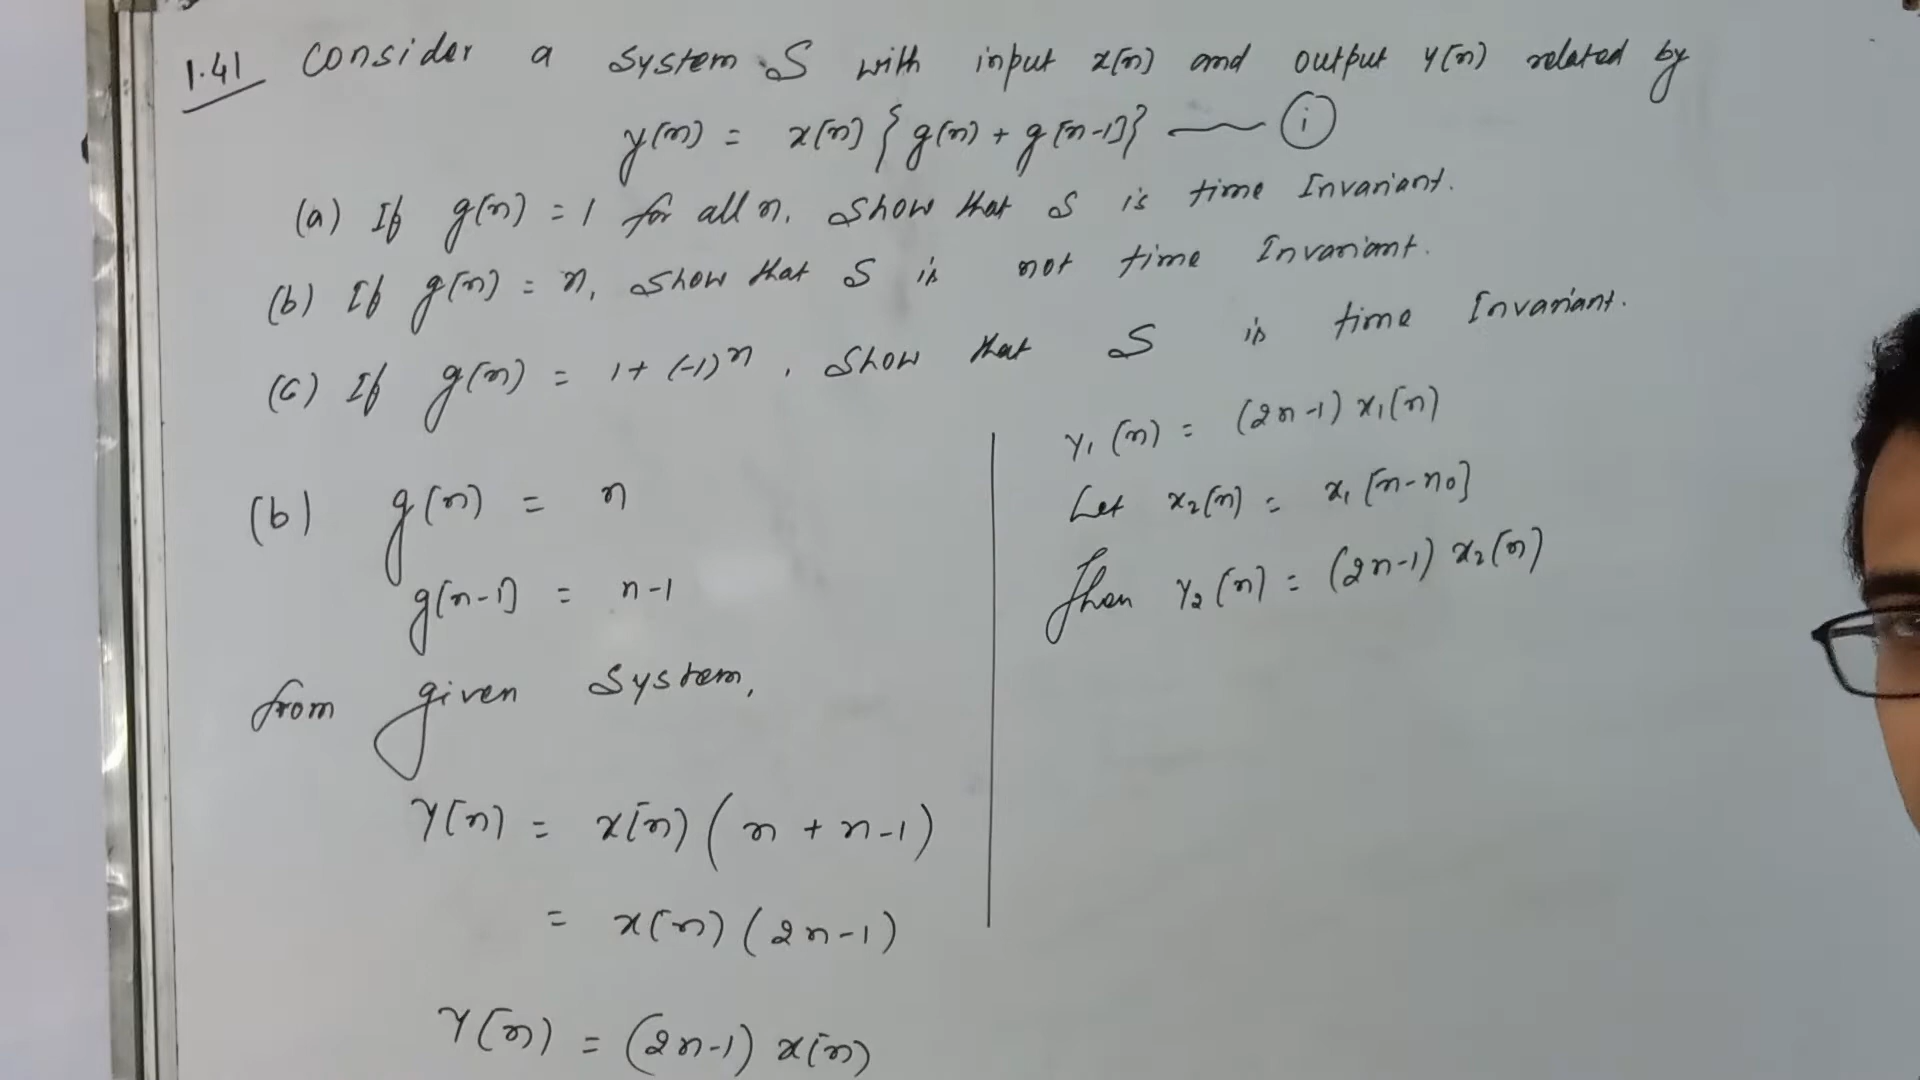 1.41 Consider a system S with input x[n] and output y[n] related by
y[n] = x[n] { g[n] + g[n-1] } — (i)
(a) If g[n] = 1 for all n. Show that S is time Invariant.
(b) If g[n] = n, Show that S is not time Invariant.
(c) If g[n] = 1+ (-1)^n , Show that S is time Invariant.
(b) g[n] = n
g[n-1] = n-1
from given System,
Y[n] = x[n] ( n + n-1 )
= x[n] (2n-1)
Y[n] = (2n-1) x[n]
Y₁[n] = (2n-1) x₁[n]
Let x₂[n] = x₁[n-n₀]
Then Y₂[n] = (2n-1) x₂[n]